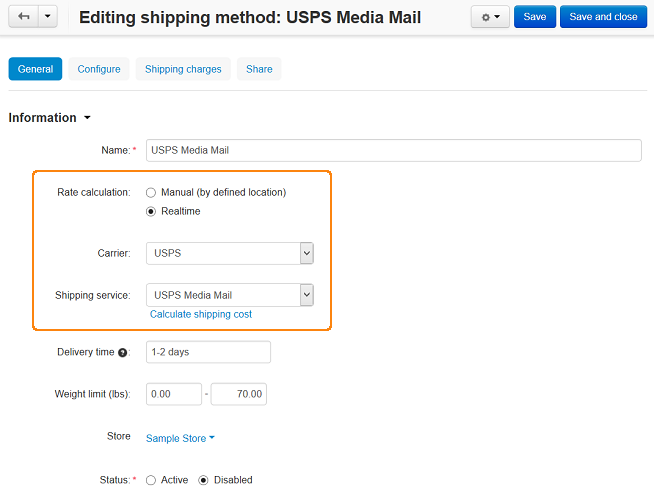 Editing shipping method: USPS Media Mail
Save
Save and close
General
Configure
Shipping charges
Share
Information
Name: *
USPS Media Mail
Rate calculation:
Manual (by defined location)
Realtime
Carrier:
USPS
Shipping service:
USPS Media Mail
Calculate shipping cost
Delivery time ?:
1-2 days
Weight limit (lbs):
0.00 - 70.00
Store
Sample Store
Status: *
Active
Disabled